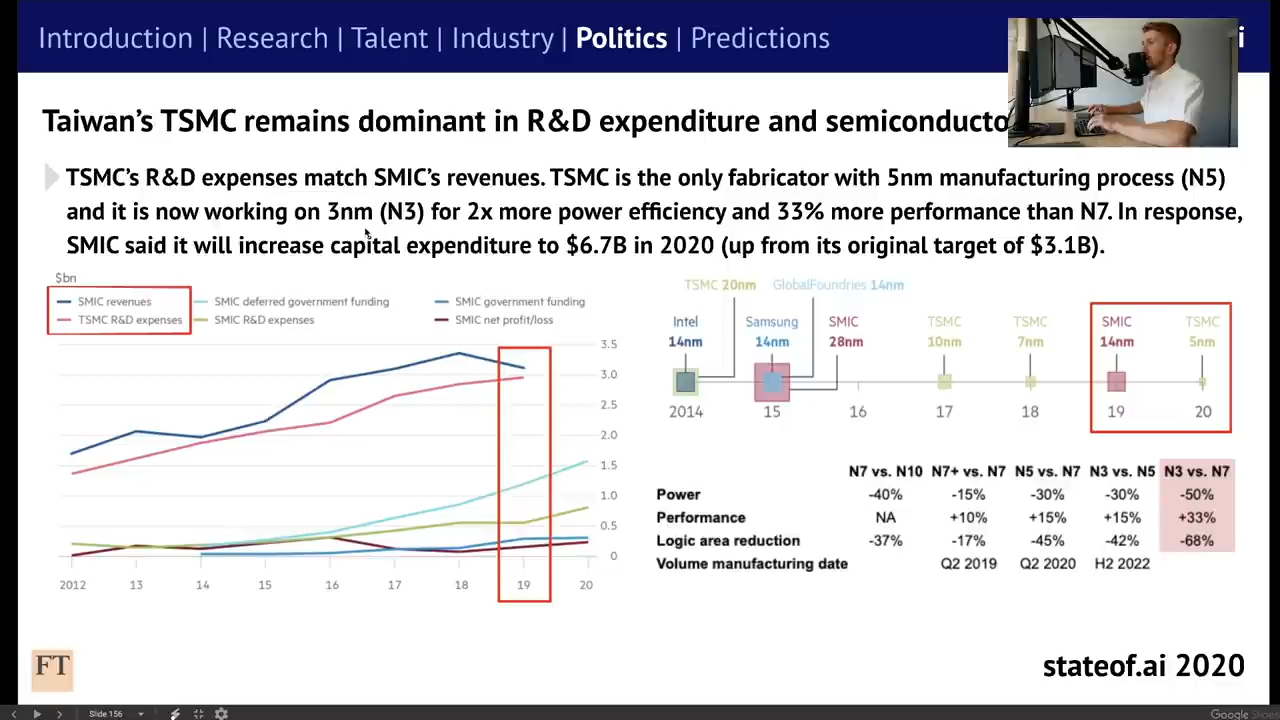 Introduction | Research | Talent | Industry | Politics | Predictions
i
Taiwan's TSMC remains dominant in R&D expenditure and semiconducto
TSMC's R&D expenses match SMIC's revenues. TSMC is the only fabricator with 5nm manufacturing process (N5)
and it is now working on 3nm (N3) for 2x more power efficiency and 33% more performance than N7. In response,
SMIC said it will increase capital expenditure to $6.7B in 2020 (up from its original target of $3.1B).
$bn
SMIC revenues
SMIC deferred government funding
SMIC government funding
TSMC R&D expenses
SMIC R&D expenses
SMIC net profit/loss
3.5
3.0
2.5
2.0
1.5
1.0
0.5
0
2012 13 14 15 16 17 18 19 20
TSMC 20nm GlobalFoundries 14nm
Intel Samsung SMIC TSMC TSMC SMIC TSMC
14nm 14nm 28nm 10nm 7nm 14nm 5nm
2014 15 16 17 18 19 20
N7 vs. N10 N7+ vs. N7 N5 vs. N7 N3 vs. N5 N3 vs. N7
Power -40% -15% -30% -30% -50%
Performance NA +10% +15% +15% +33%
Logic area reduction -37% -17% -45% -42% -68%
Volume manufacturing date Q2 2019 Q2 2020 H2 2022
FT
stateof.ai 2020
Slide 156
Google Slides